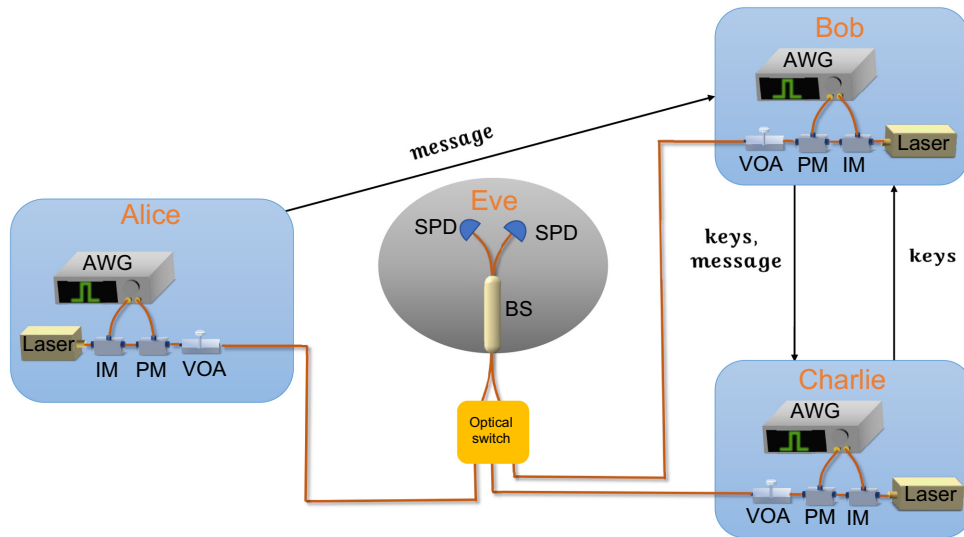 Bob
AWG
Laser
VOA
PM
IM
message
Alice
AWG
Laser
IM
PM
VOA
Eve
SPD
SPD
BS
Optical
switch
keys,
message
keys
Charlie
AWG
Laser
VOA
PM
IM